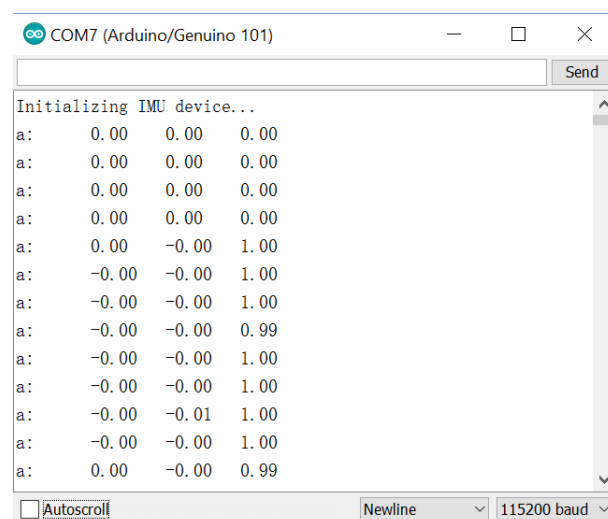 COM7 (Arduino/Genuino 101)
Send
Initializing IMU device...
a: 0.00 0.00 0.00
a: 0.00 0.00 0.00
a: 0.00 0.00 0.00
a: 0.00 0.00 0.00
a: 0.00 -0.00 1.00
a: -0.00 -0.00 1.00
a: -0.00 -0.00 1.00
a: -0.00 -0.00 0.99
a: -0.00 -0.00 1.00
a: -0.00 -0.00 1.00
a: -0.00 -0.01 1.00
a: -0.00 -0.00 1.00
a: 0.00 -0.00 0.99
Autoscroll Newline 115200 baud